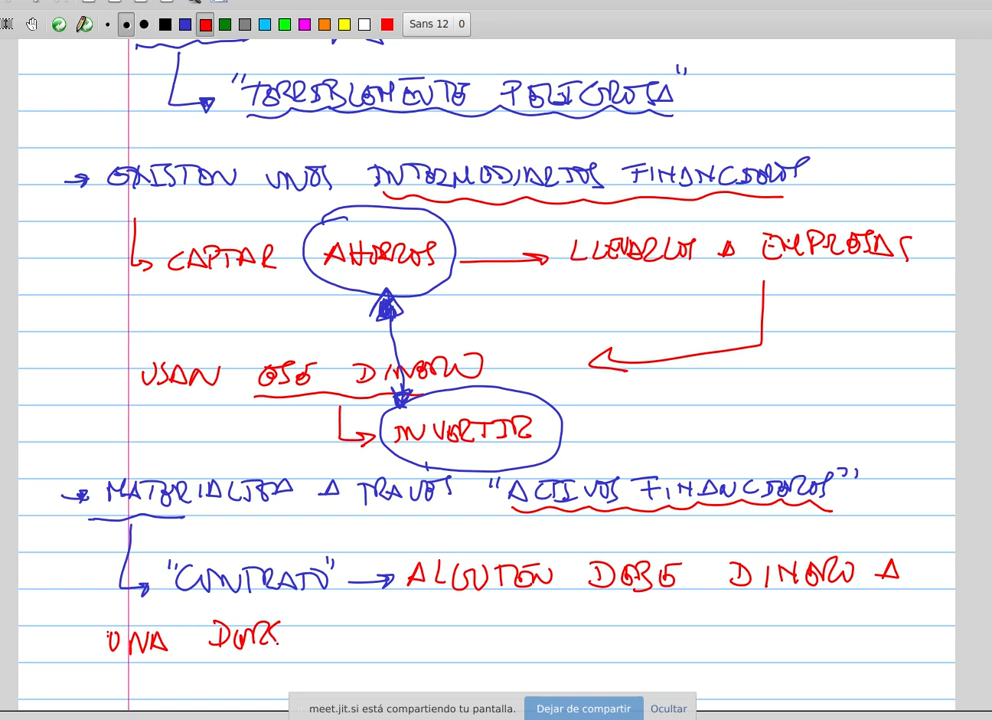 Sans 12 0
"TERRIBLEMENTE PELIGROSA"
→ EXISTEN UNOS INTERMEDIARIOS FINANCIEROS
CAPTAR AHORROS → LLEVARLOS A EMPRESAS
USAN ESE DINERO
INVERTIR
→ MATERIALIZA A TRAVES "ACTIVOS FINANCIEROS"
"CONTRATO" → ALGUIEN DEBE DINERO A
UNA
meet.jit.si está compartiendo tu pantalla. Dejar de compartir Ocultar